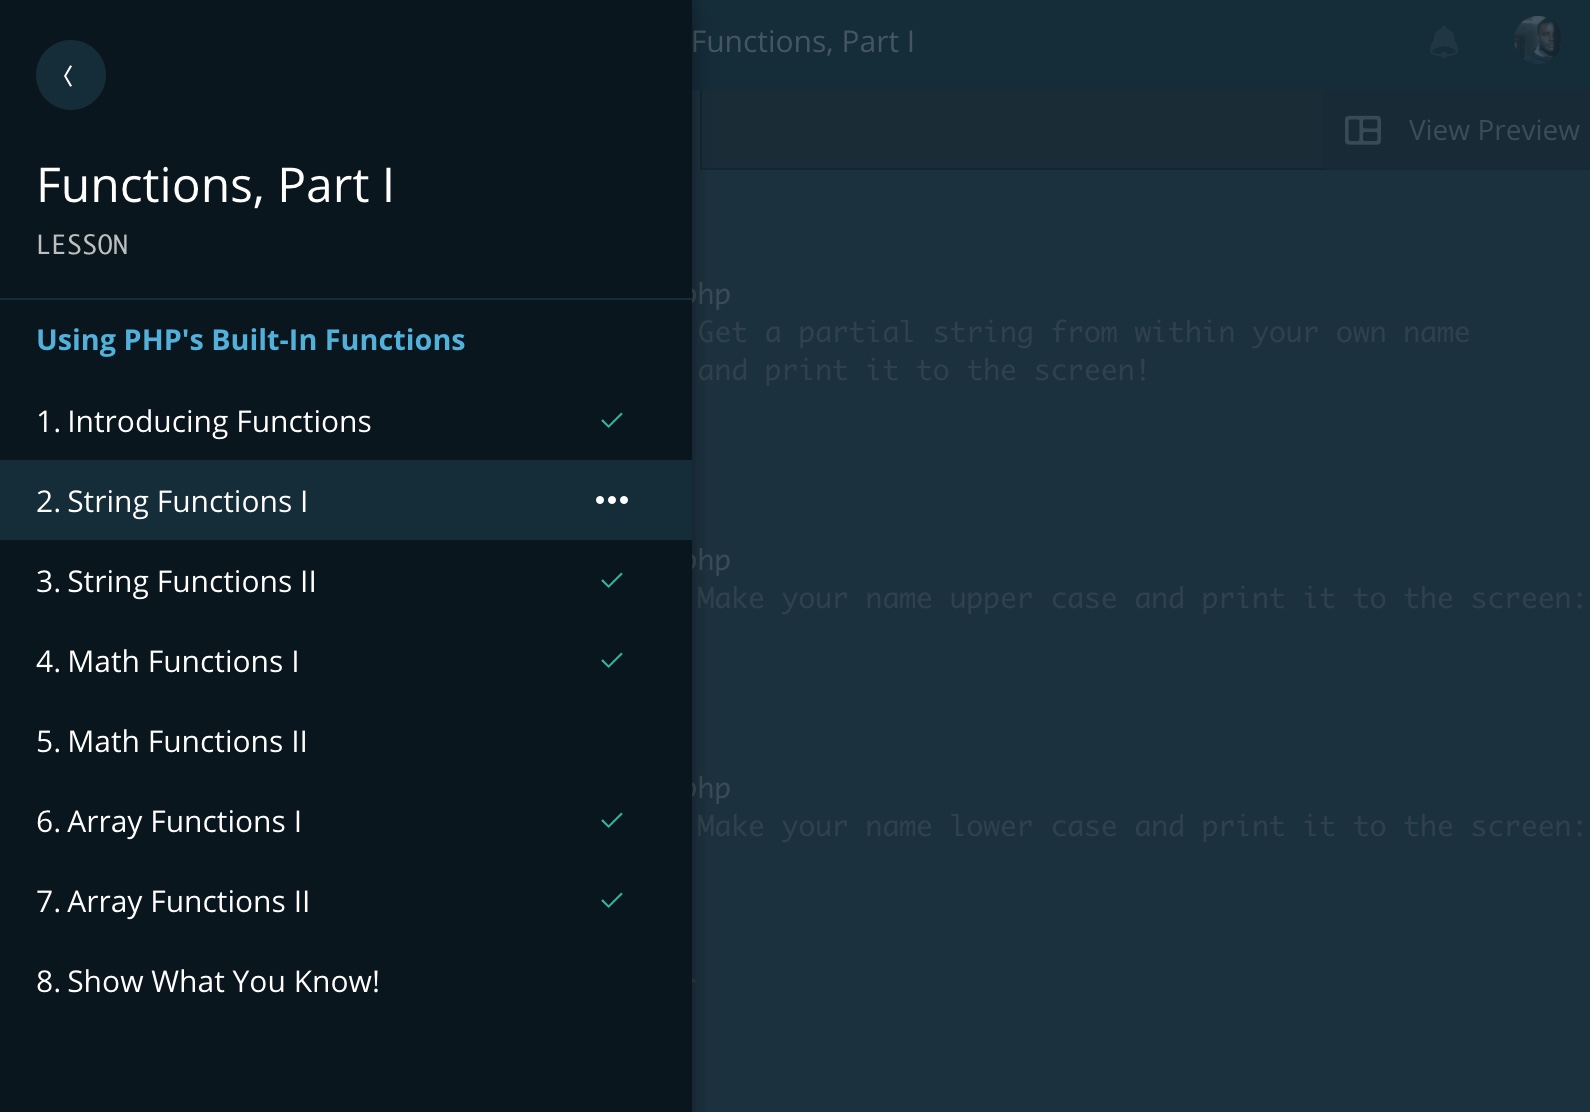 Functions, Part I
LESSON
Using PHP's Built-In Functions
1. Introducing Functions
2. String Functions I
3. String Functions II
4. Math Functions I
5. Math Functions II
6. Array Functions I
7. Array Functions II
8. Show What You Know!
Functions, Part I
View Preview
php
Get a partial string from within your own name
and print it to the screen!
php
Make your name upper case and print it to the screen:
php
Make your name lower case and print it to the screen: